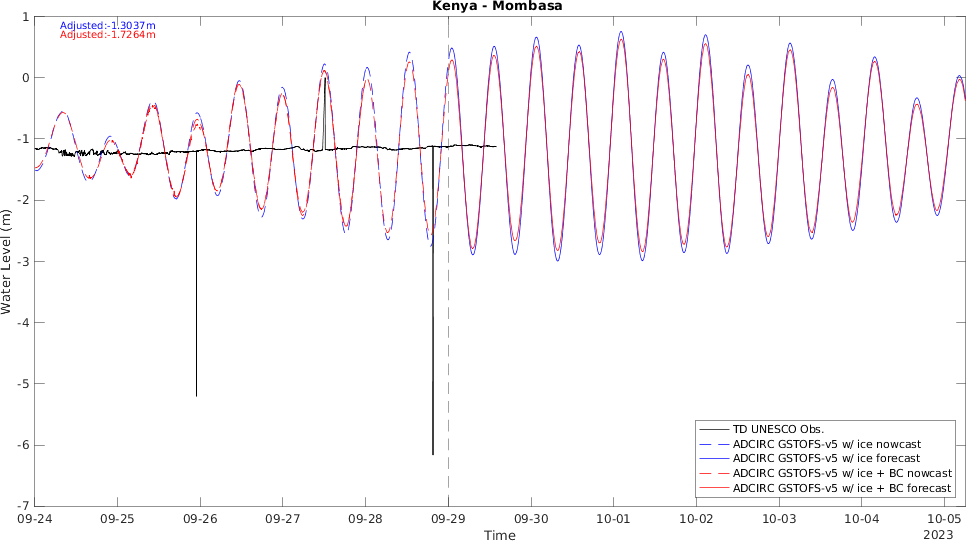 Kenya - Mombasa
Adjusted:-1.3037m
Adjusted:-1.7264m
1
0
-1
-2
-3
-4
-5
-6
-7
Water Level (m)
TD UNESCO Obs.
ADCIRC GSTOFS-v5 w/ ice nowcast
ADCIRC GSTOFS-v5 w/ ice forecast
ADCIRC GSTOFS-v5 w/ ice + BC nowcast
ADCIRC GSTOFS-v5 w/ ice + BC forecast
09-24 09-25 09-26 09-27 09-28 09-29 09-30 10-01 10-02 10-03 10-04 10-05
Time
2023